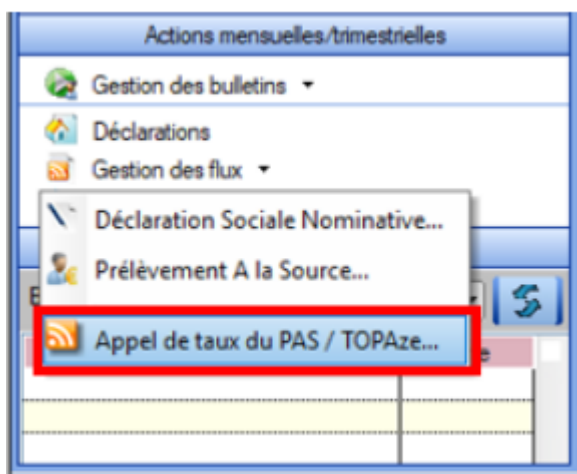 Actions mensuelles/trimestrielles
Gestion des bulletins
Déclarations
Gestion des flux
Déclaration Sociale Nominative...
Prélèvement A la Source...
Appel de taux du PAS / TOPAze...